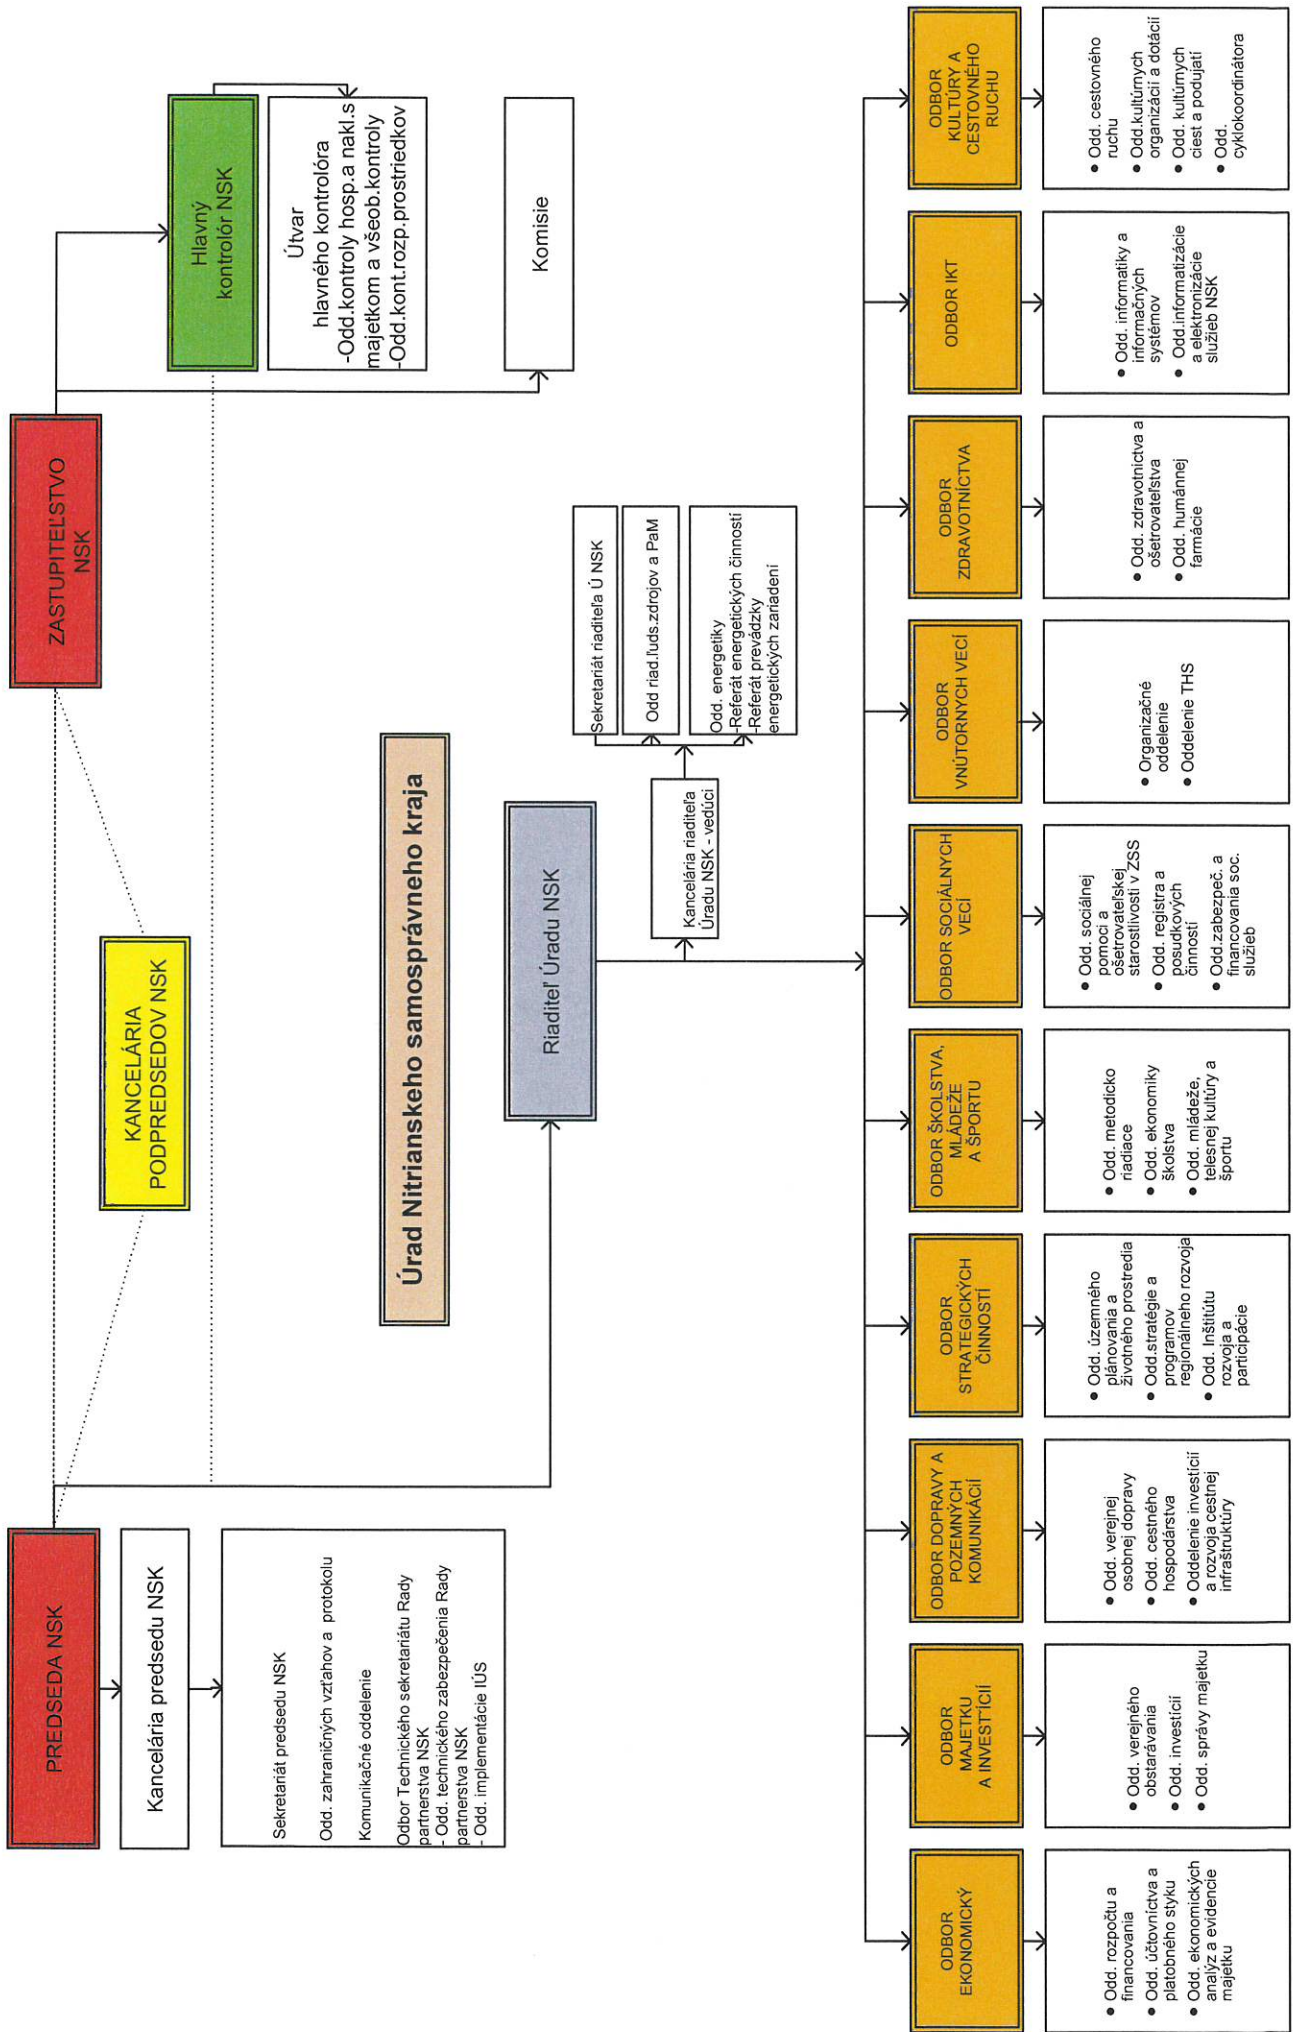 PREDSEDA NSK
ZASTUPITEĽSTVO
NSK
KANCELÁRIA
PODPREDSEDOV NSK
Kancelária predsedu NSK
Hlavný
kontrolór NSK
Sekretariát predsedu NSK
Odd. zahraničných vzťahov a protokolu
Komunikačné oddelenie
Odbor Technického sekretariátu Rady
partnerstva NSK
- Odd. technického zabezpečenia Rady
partnerstva NSK
- Odd. implementácie IÚS
Útvar
hlavného kontrolóra
-Odd.kontroly hosp.a nakl.s
majetkom a všeob.kontroly
-Odd.kont.rozp.prostriedkov
Komisie
Úrad Nitrianskeho samosprávneho kraja
Riaditeľ Úradu NSK
Kancelária riaditeľa
Úradu NSK - vedúci
Sekretariát riaditeľa Ú NSK
Odd riad.ľuds.zdrojov a PaM
Odd. energetiky
-Referát energetických činností
-Referát prevádzky
energetických zariadení
ODBOR
EKONOMICKÝ
● Odd. rozpočtu a
financovania
● Odd. účtovníctva a
platobného styku
● Odd. ekonomických
analýz a evidencie
majetku
ODBOR
MAJETKU
A INVESTÍCIÍ
● Odd. verejného
obstarávania
● Odd. investícií
● Odd. správy majetku
ODBOR DOPRAVY A
POZEMNÝCH
KOMUNIKÁCIÍ
● Odd. verejnej
osobnej dopravy
● Odd. cestného
hospodárstva
● Oddelenie investícií
a rozvoja cestnej
infraštruktúry
ODBOR
STRATEGICKÝCH
ČINNOSTÍ
● Odd. územného
plánovania a
životného prostredia
● Odd.stratégie a
programov
regionálneho rozvoja
● Odd. Inštitútu
rozvoja a
participácie
ODBOR ŠKOLSTVA,
MLÁDEŽE
A ŠPORTU
● Odd. metodicko
riadiace
● Odd. ekonomiky
školstva
● Odd. mládeže,
telesnej kultúry a
športu
ODBOR SOCIÁLNYCH
VECÍ
● Odd. sociálnej
pomoci a
ošetrovateľskej
starostlivosti v ZSS
● Odd. registra a
posudkových
činností
● Odd.zabezpeč. a
financovania soc.
služieb
ODBOR
VNÚTORNYCH VECÍ
● Organizačné
oddelenie
● Oddelenie THS
ODBOR
ZDRAVOTNÍCTVA
● Odd. zdravotníctva a
ošetrovateľstva
● Odd. humánnej
farmácie
ODBOR IKT
● Odd. informatiky a
informačných
systémov
● Odd.informatizácie
a elektronizácie
služieb NSK
ODBOR
KULTÚRY A
CESTOVNÉHO
RUCHU
● Odd. cestovného
ruchu
● Odd.kultúrnych
organizácií a dotácií
● Odd. kultúrnych
ciest a podujatí
● Odd.
cyklokoordinátora